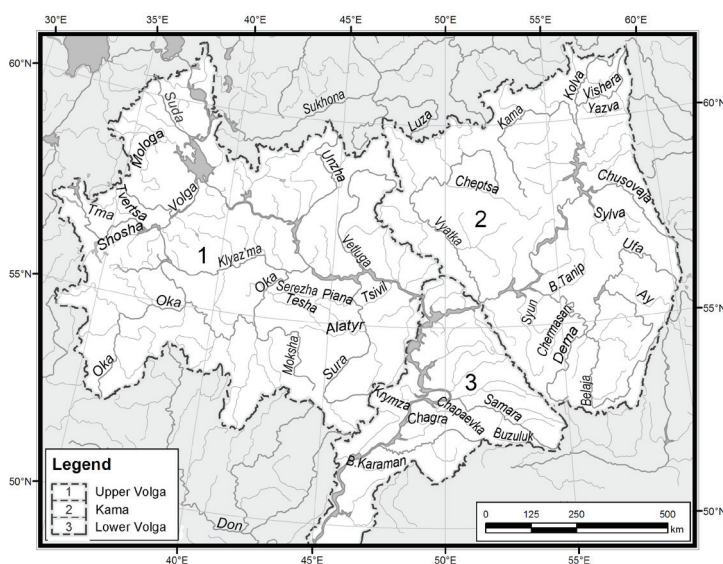 30°E 35°E 40°E 45°E 50°E 55°E 60°E
60°N
60°N
Suda
Sukhona
Luza
Kama
Kolva
Vishera
Yazva
Mologa
Unzha
Cheptsa
Chusovaja
Tma
Tvertsa
Volga
Shosha
1
2
Vyatka
Sylva
Klyaz'ma
Vetluga
Ufa
55°N
55°N
Oka
Oka
Serezha
Piana
Tsivil
Tesha
B.Tanip
Ay
Syun
Chermasan
Alatyr
Dema
Oka
Moksha
Sura
3
Belaja
Krymza
Samara
Chapaevka
Chagra
Buzuluk
B.Karaman
Don
50°N
50°N
Legend
1 Upper Volga
2 Kama
3 Lower Volga
0 125 250 500
km
40°E 45°E 50°E 55°E